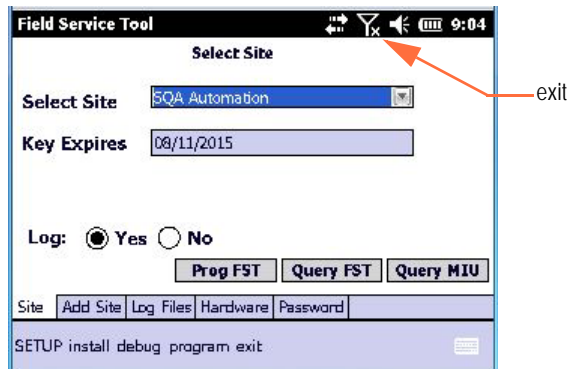 Field Service Tool 9:04
Select Site
exit
Select Site SQA Automation
Key Expires 08/11/2015
Log: Yes No
Prog FST Query FST Query MIU
Site Add Site Log Files Hardware Password
SETUP install debug program exit